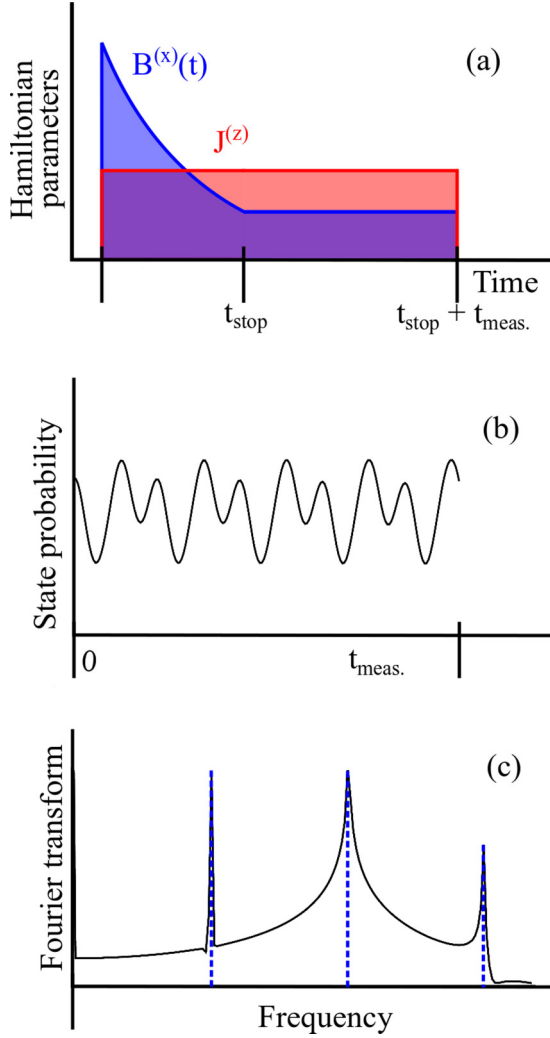 (a)
B(x)(t)
J(z)
Hamiltonian
parameters
Time
tstop
tstop + tmeas.
(b)
State probability
0
tmeas.
(c)
Fourier transform
Frequency